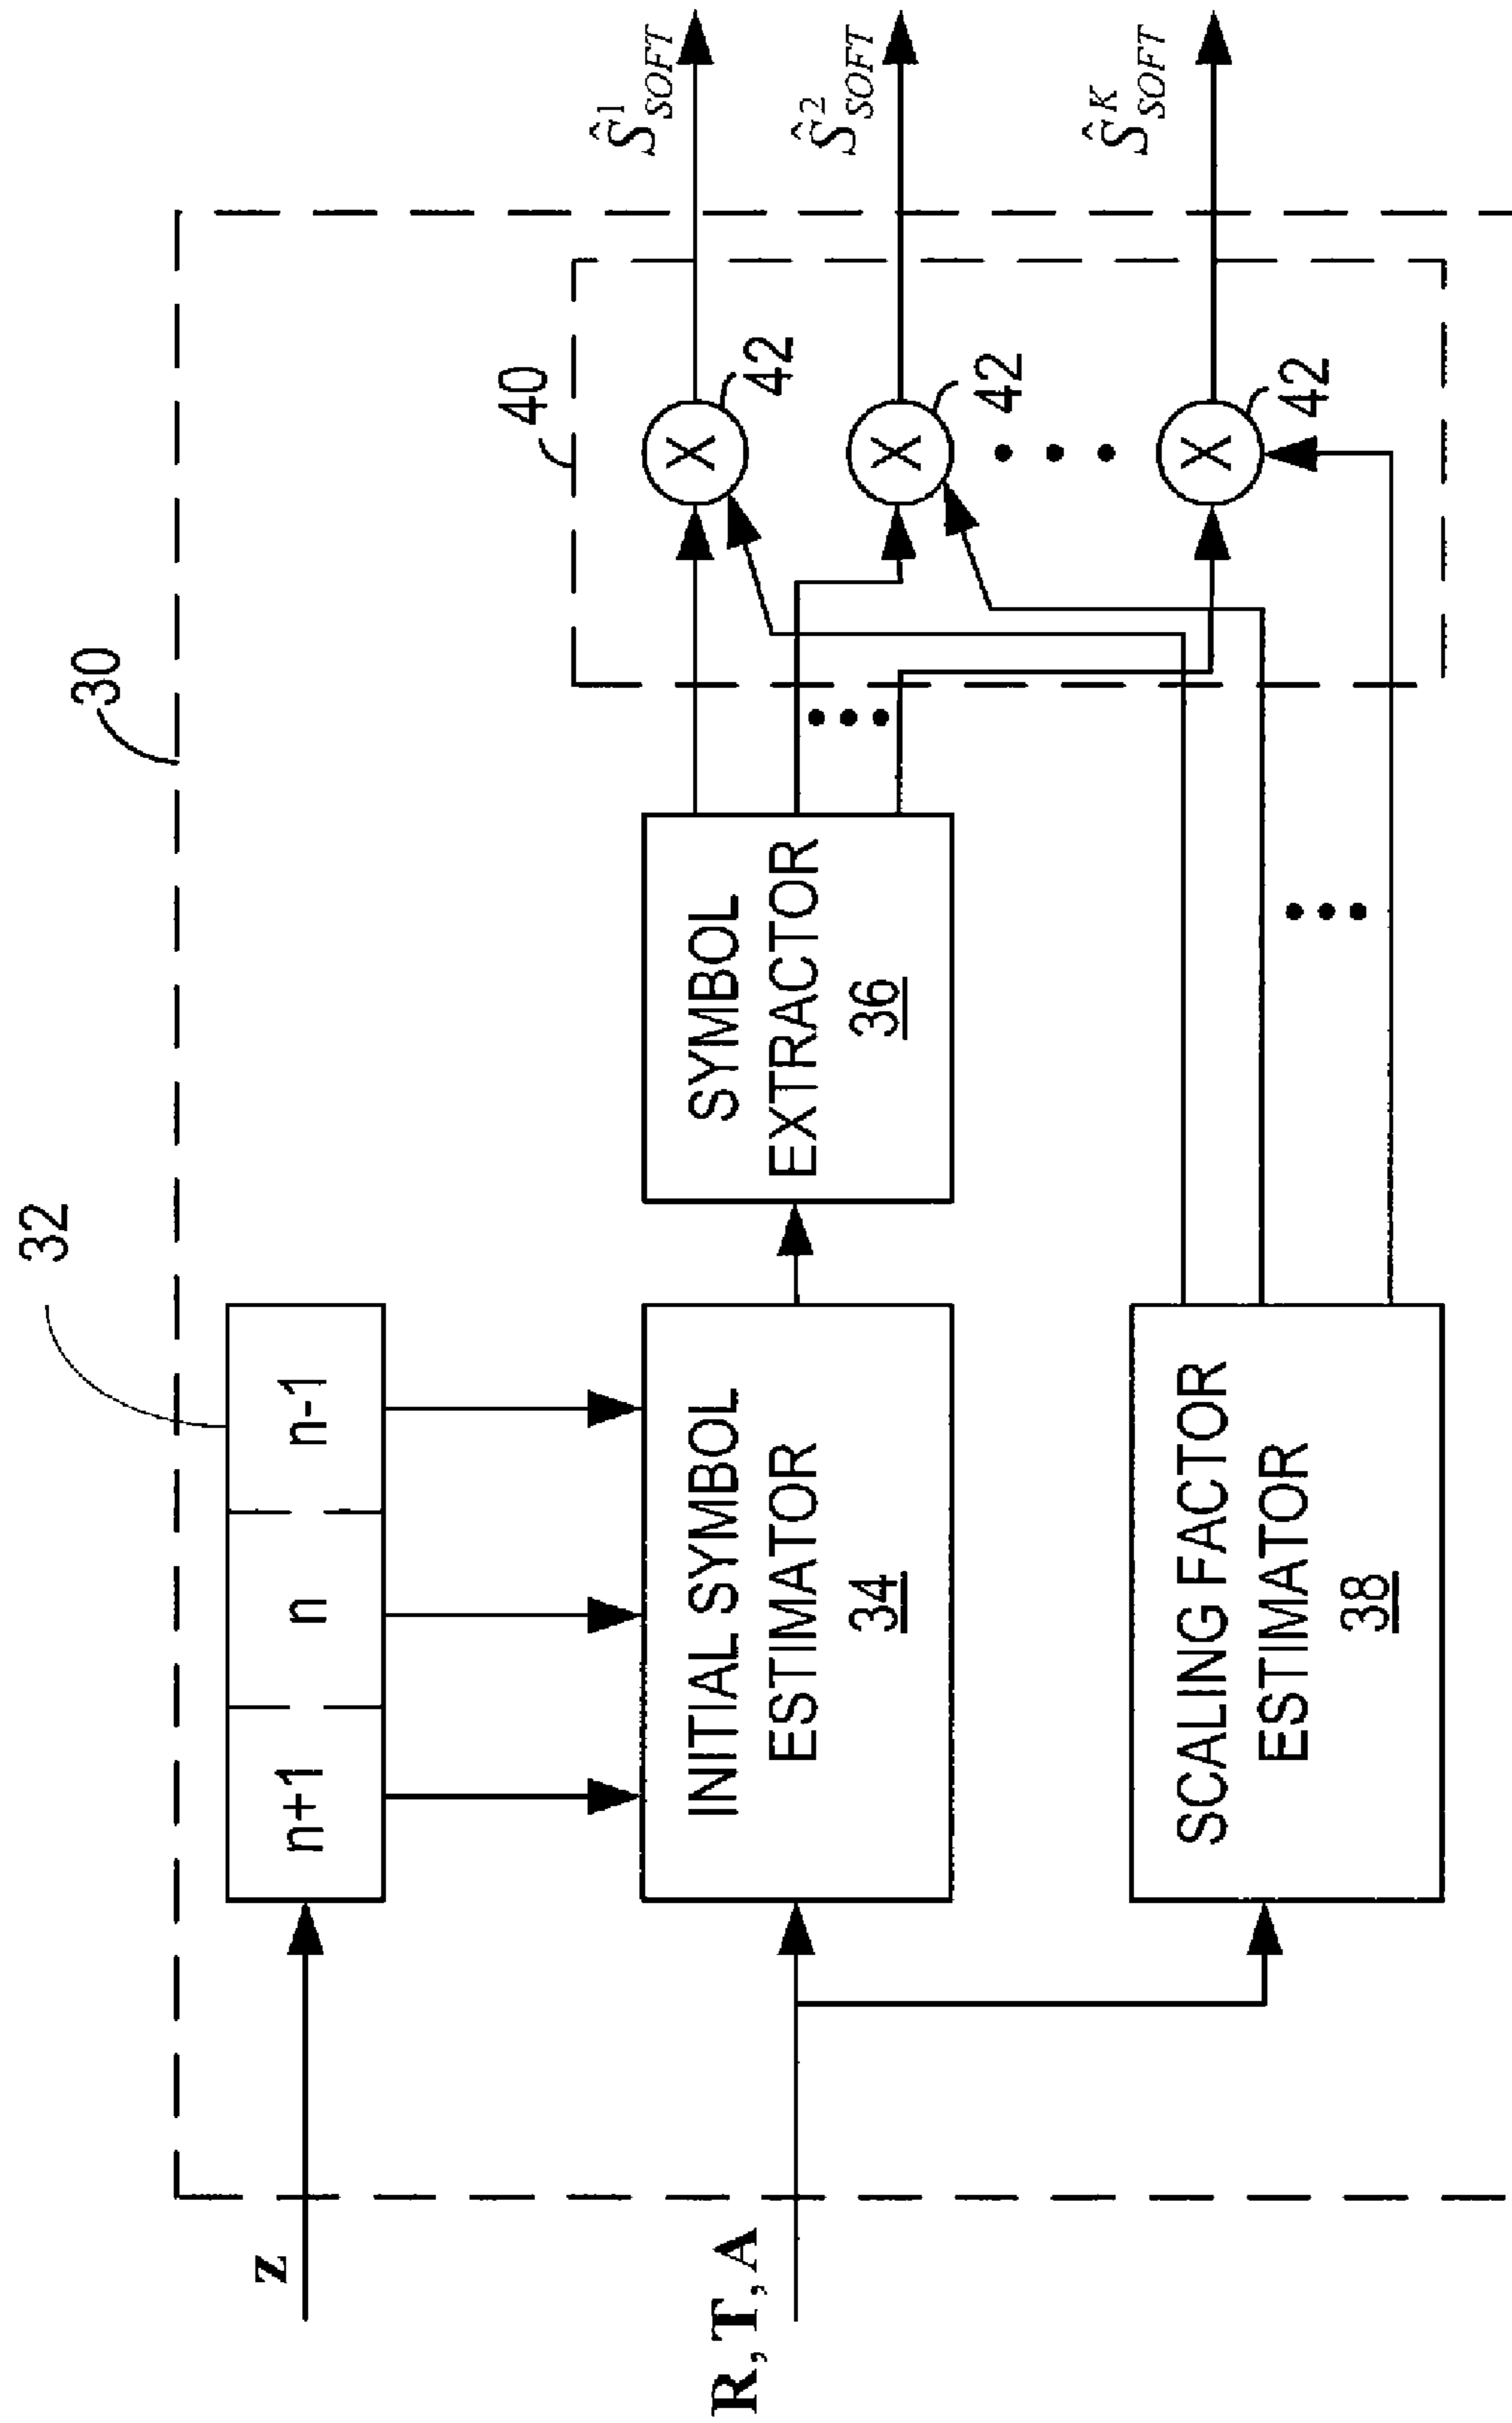 30
32
40
z
n+1
n
n-1
R, T, A
INITIAL SYMBOL
ESTIMATOR
34
SYMBOL
EXTRACTOR
36
SCALING FACTOR
ESTIMATOR
38
X
42
X
42
X
42
Ŝ¹SOFT
Ŝ²SOFT
ŜᴷSOFT